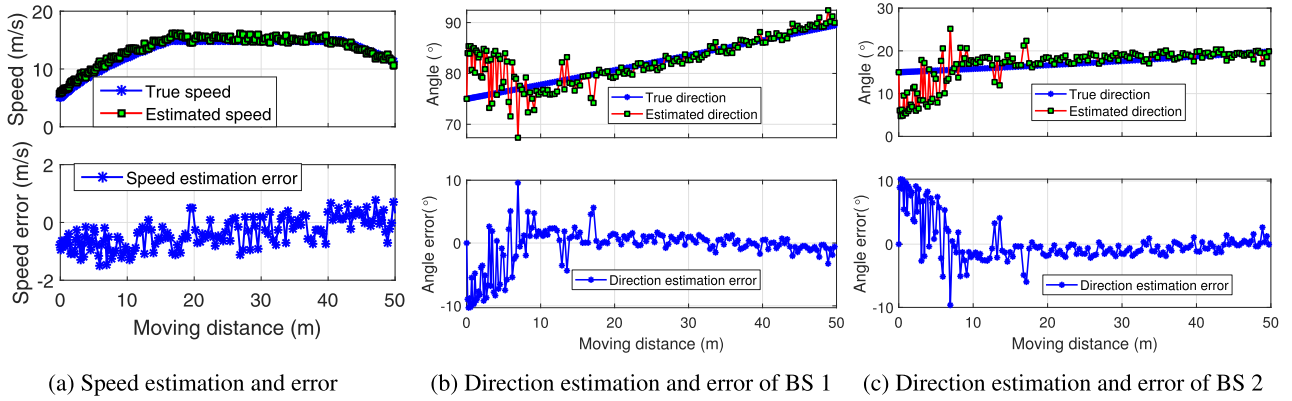 Speed (m/s)
20
10
0
True speed
Estimated speed
Speed error (m/s)
2
0
-2
Speed estimation error
0 10 20 30 40 50
Moving distance (m)
(a) Speed estimation and error
Angle (°)
90
80
70
True direction
Estimated direction
Angle error(°)
10
0
-10
Direction estimation error
0 10 20 30 40 50
Moving distance (m)
(b) Direction estimation and error of BS 1
Angle (°)
30
20
10
0
True direction
Estimated direction
Angle error(°)
10
0
-10
Direction estimation error
0 10 20 30 40 50
Moving distance (m)
(c) Direction estimation and error of BS 2